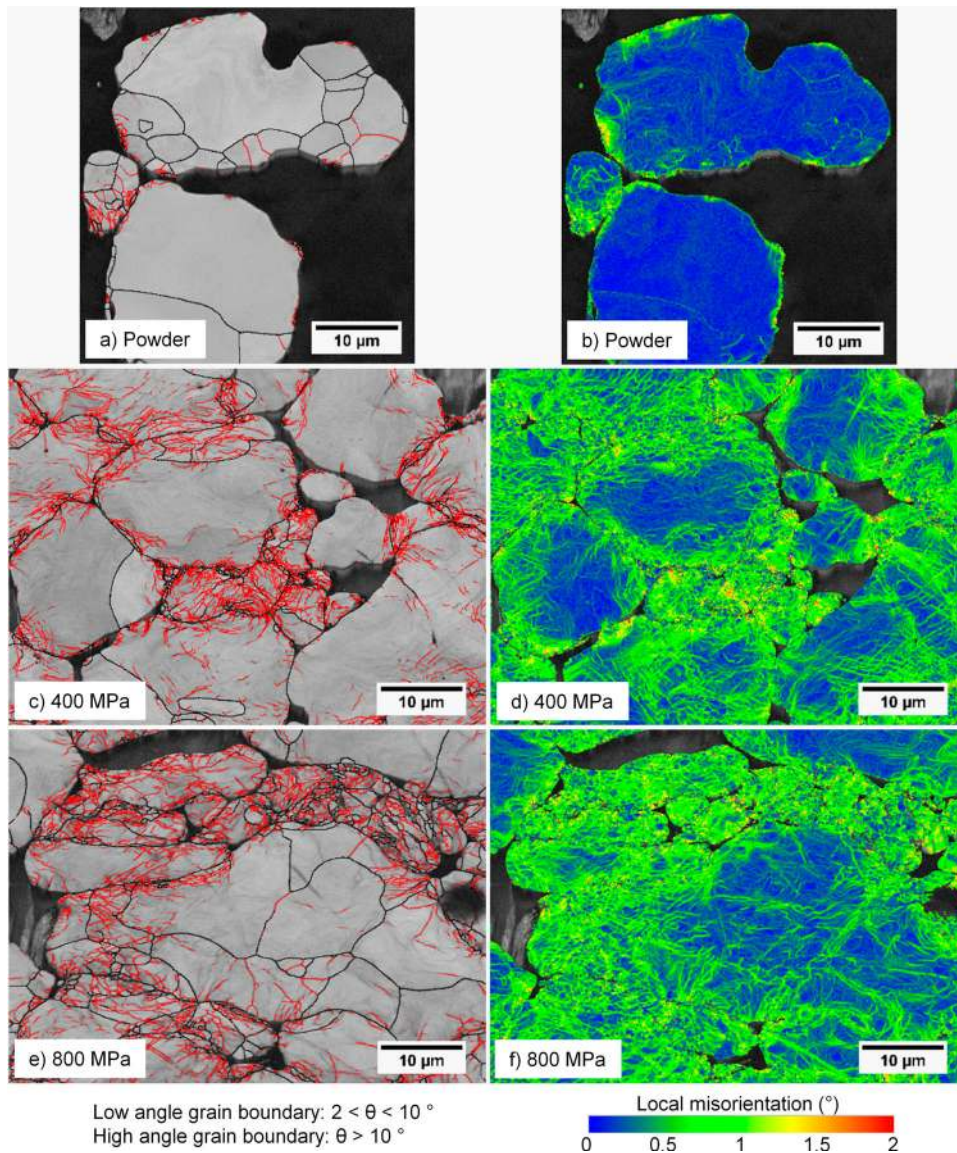 a) Powder
10 µm
b) Powder
10 µm
c) 400 MPa
10 µm
d) 400 MPa
10 µm
e) 800 MPa
10 µm
f) 800 MPa
10 µm
Low angle grain boundary: 2 < θ < 10 °
High angle grain boundary: θ > 10 °
Local misorientation (°)
0 0.5 1 1.5 2